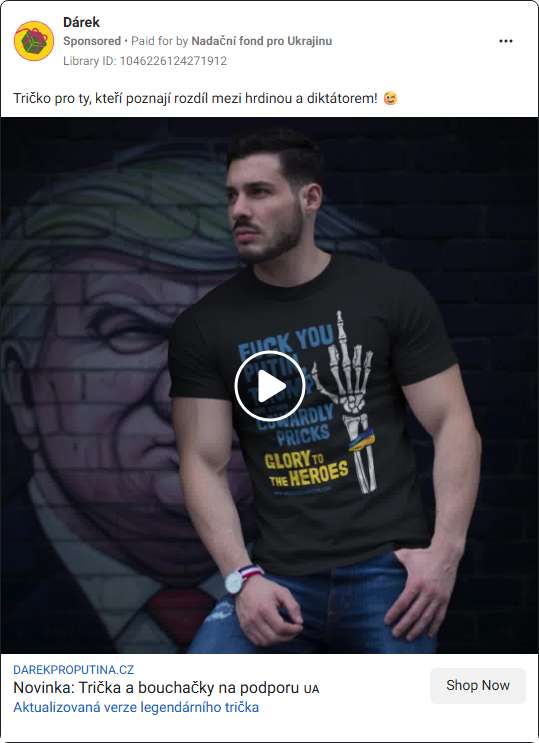 Dárek
Sponsored • Paid for by Nadační fond pro Ukrajinu
Library ID: 1046226124271912
Tričko pro ty, kteří poznají rozdíl mezi hrdinou a diktátorem! 😉
FUCK YOU
PUTIN
COWARDLY
PRICKS
GLORY TO
THE HEROES
DAREKPROPUTINA.CZ
Novinka: Trička a bouchačky na podporu UA
Aktualizovaná verze legendárního trička
Shop Now